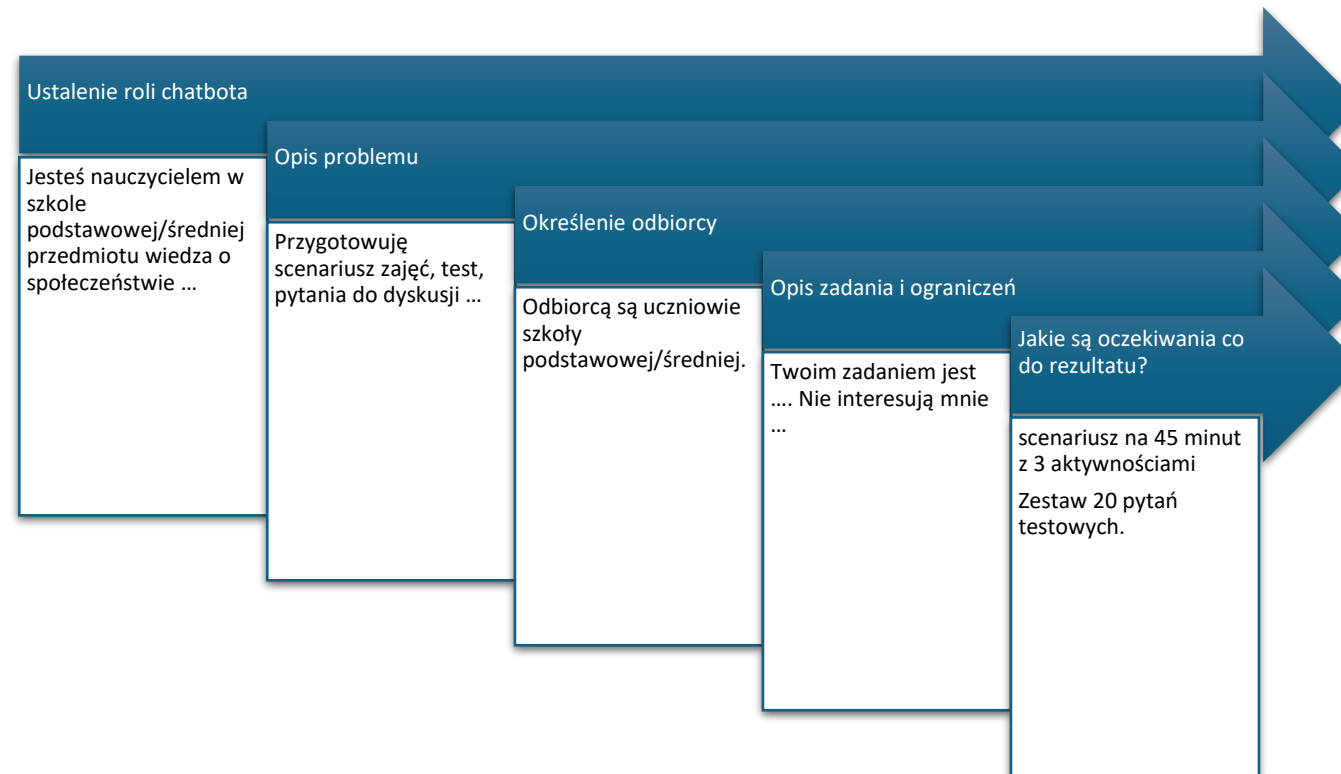 Ustalenie roli chatbota
Jesteś nauczycielem w
szkole
podstawowej/średniej
przedmiotu wiedza o
społeczeństwie ...
Opis problemu
Przygotowuję
scenariusz zajęć, test,
pytania do dyskusji ...
Określenie odbiorcy
Odbiorcą są uczniowie
szkoły
podstawowej/średniej.
Opis zadania i ograniczeń
Twoim zadaniem jest
.... Nie interesują mnie
...
Jakie są oczekiwania co
do rezultatu?
scenariusz na 45 minut
z 3 aktywnościami
Zestaw 20 pytań
testowych.